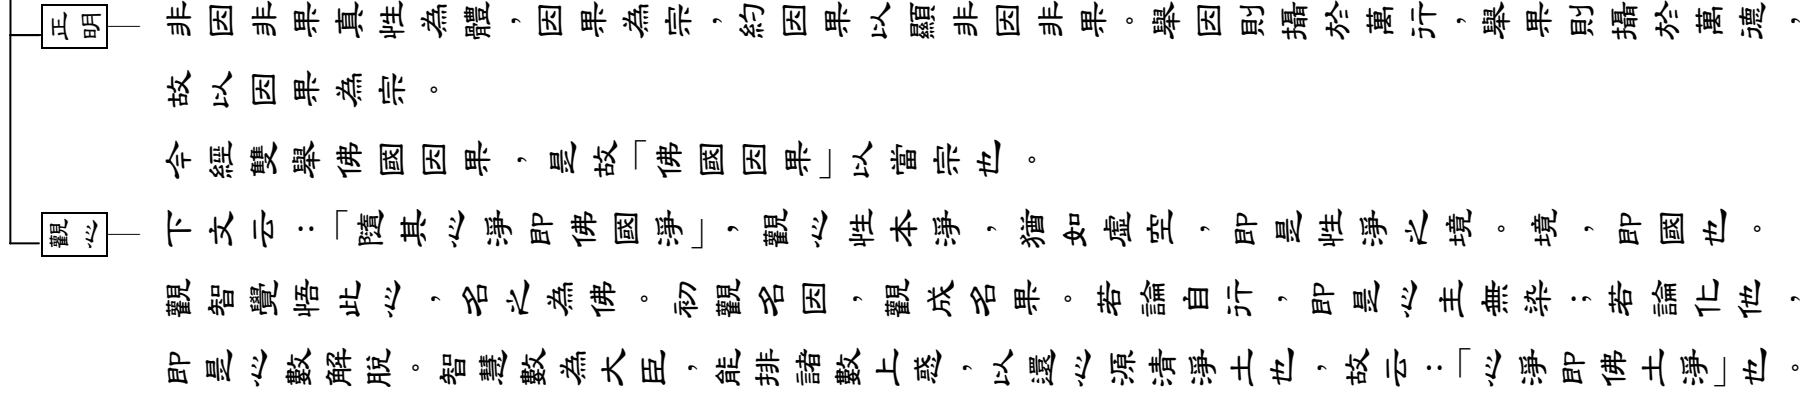 正明
非因非果真性為體，因果為宗，約因果以顯非因非果。舉因則攝於萬行，舉果則攝於萬德，
故以因果為宗。
今經雙舉佛國因果，是故「佛國因果」以當宗也。
觀心
下文云：「隨其心淨即佛國淨」，觀心性本淨，猶如虛空，即是性淨之境。境，即國也。
觀智覺悟此心，名之為佛。初觀名因，觀成名果。若論自行，即是心王無染；若論化他，
即是心數解脫。智慧數為大臣，能排諸數上惑，以還心源清淨土也，故云：「心淨即佛土淨」也。